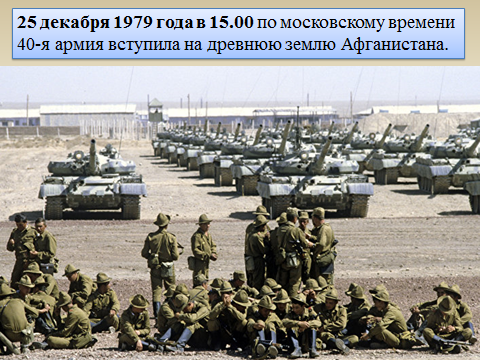 25 декабря 1979 года в 15.00 по московскому времени
40-я армия вступила на древнюю землю Афганистана.